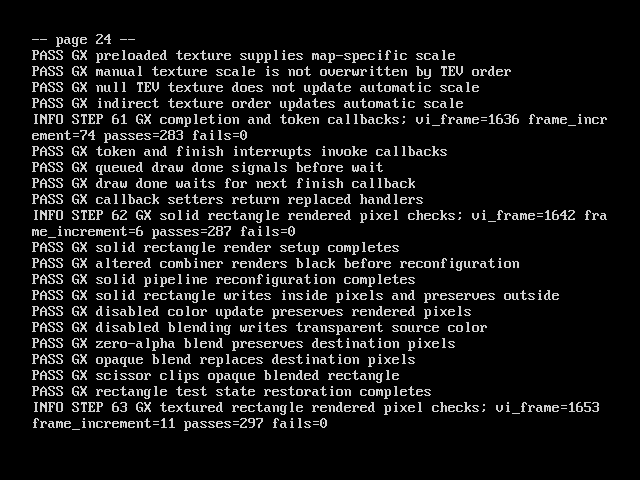 -- page 24 --
PASS GX preloaded texture supplies map-specific scale
PASS GX manual texture scale is not overwritten by TEV order
PASS GX null TEV texture does not update automatic scale
PASS GX indirect texture order updates automatic scale
INFO STEP 61 GX completion and token callbacks; vi_frame=1636 frame_incr
ement=74 passes=283 fails=0
PASS GX token and finish interrupts invoke callbacks
PASS GX queued draw done signals before wait
PASS GX draw done waits for next finish callback
PASS GX callback setters return replaced handlers
INFO STEP 62 GX solid rectangle rendered pixel checks; vi_frame=1642 fra
me_increment=6 passes=287 fails=0
PASS GX solid rectangle render setup completes
PASS GX altered combiner renders black before reconfiguration
PASS GX solid pipeline reconfiguration completes
PASS GX solid rectangle writes inside pixels and preserves outside
PASS GX disabled color update preserves rendered pixels
PASS GX disabled blending writes transparent source color
PASS GX zero-alpha blend preserves destination pixels
PASS GX opaque blend replaces destination pixels
PASS GX scissor clips opaque blended rectangle
PASS GX rectangle test state restoration completes
INFO STEP 63 GX textured rectangle rendered pixel checks; vi_frame=1653
frame_increment=11 passes=297 fails=0